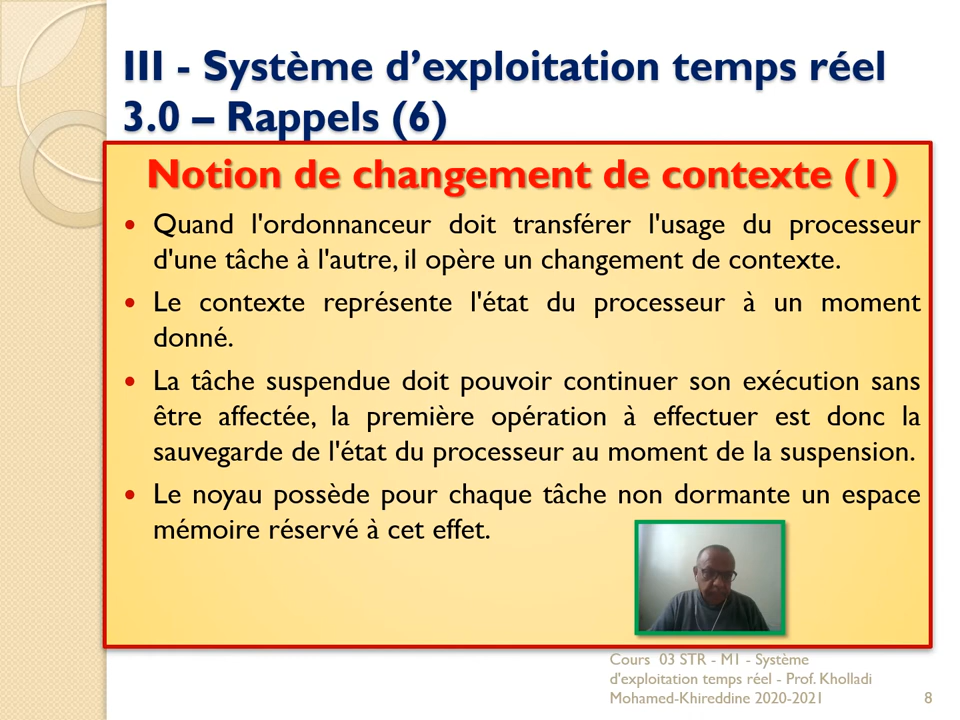 III - Système d’exploitation temps réel
3.0 – Rappels (6)
Notion de changement de contexte (1)
• Quand l'ordonnanceur doit transférer l'usage du processeur
d'une tâche à l'autre, il opère un changement de contexte.
• Le contexte représente l'état du processeur à un moment
donné.
• La tâche suspendue doit pouvoir continuer son exécution sans
être affectée, la première opération à effectuer est donc la
sauvegarde de l'état du processeur au moment de la suspension.
• Le noyau possède pour chaque tâche non dormante un espace
mémoire réservé à cet effet.
Cours 03 STR - M1 - Système
d'exploitation temps réel - Prof. Kholladi
Mohamed-Khireddine 2020-2021
8